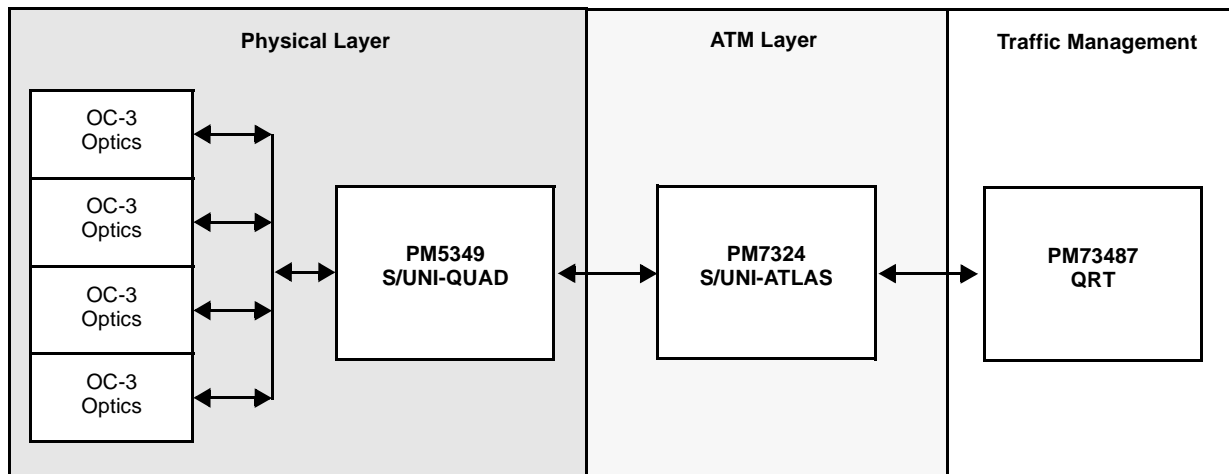 Physical Layer
ATM Layer
Traffic Management
OC-3
Optics
OC-3
Optics
OC-3
Optics
OC-3
Optics
PM5349
S/UNI-QUAD
PM7324
S/UNI-ATLAS
PM73487
QRT